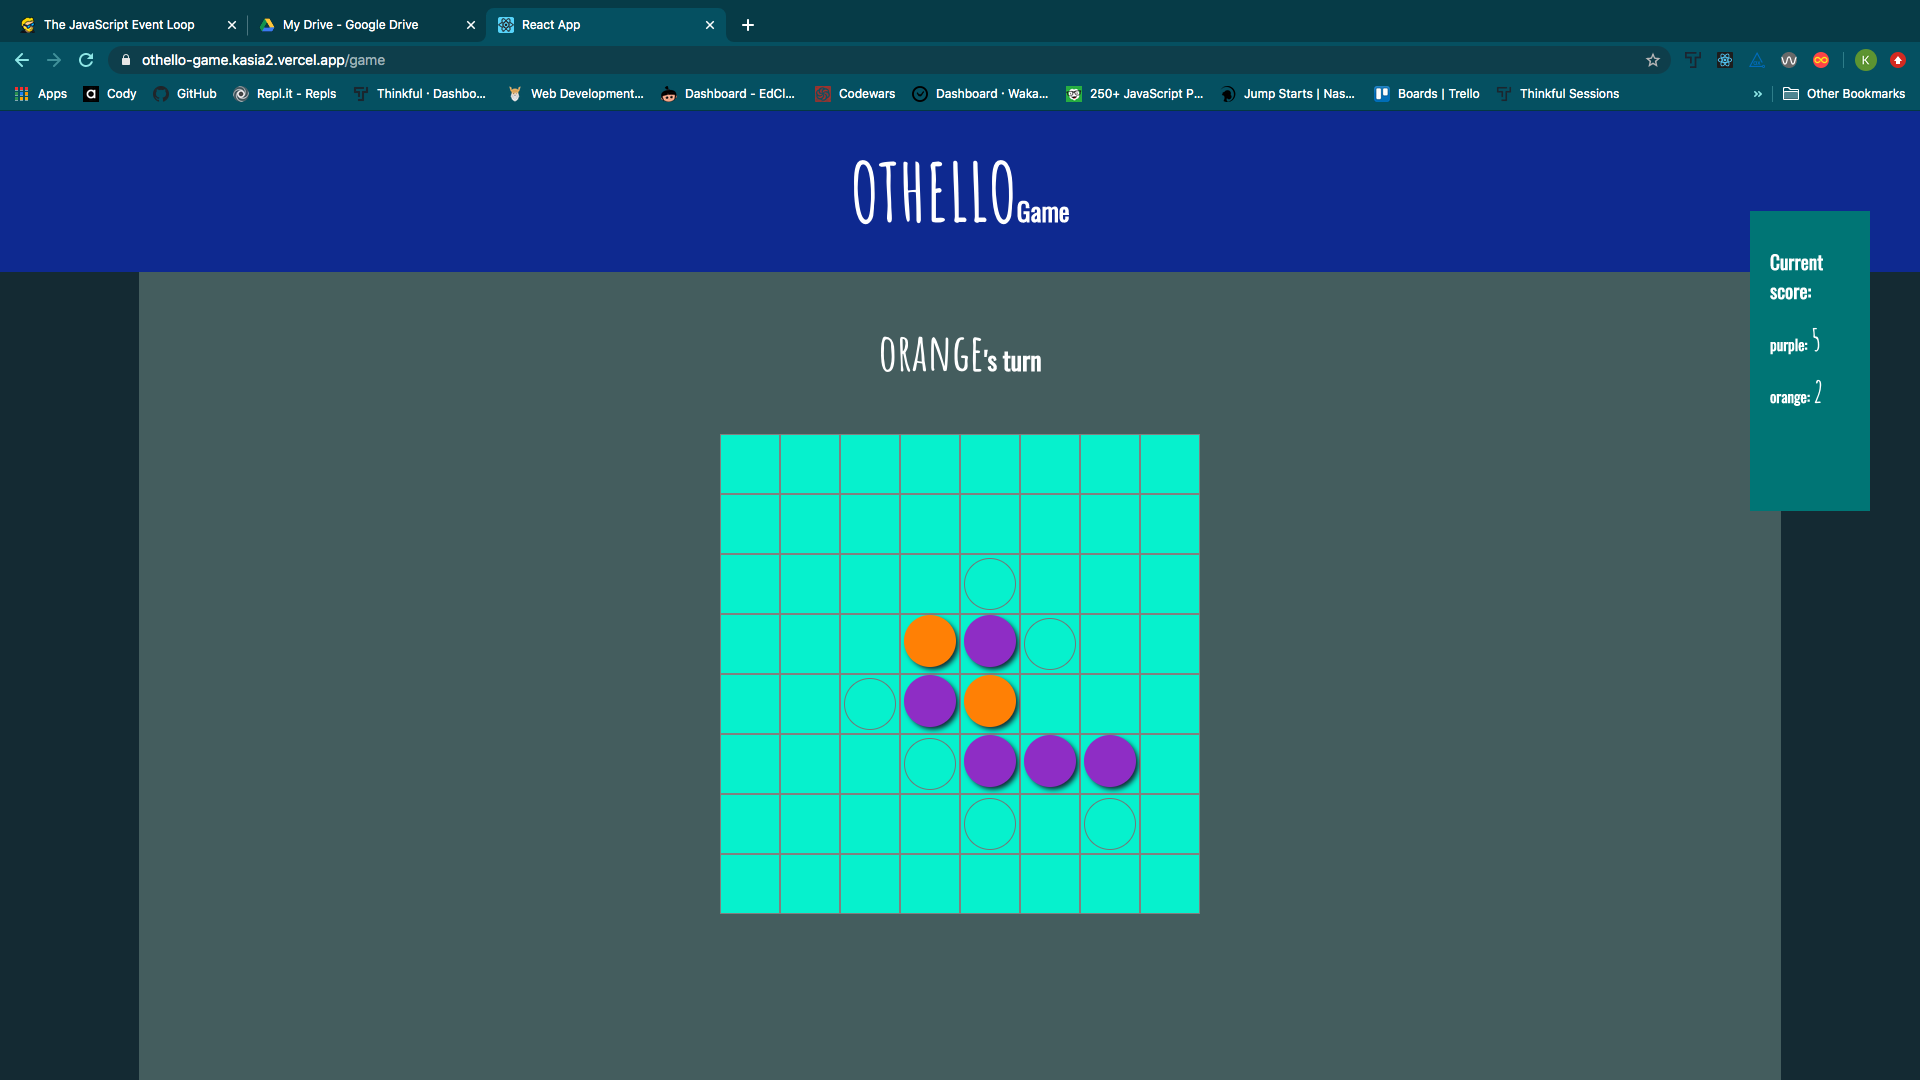 The JavaScript Event Loop
My Drive - Google Drive
React App
othello-game.kasia2.vercel.app/game
K
Apps
Cody
GitHub
Repl.it - Repls
Thinkful · Dashbo...
Web Development...
Dashboard - EdCl...
Codewars
Dashboard · Waka...
250+ JavaScript P...
Jump Starts | Nas...
Boards | Trello
Thinkful Sessions
»
Other Bookmarks
OTHELLOGame
Current
score:
purple: 5
orange: 2
ORANGE's turn